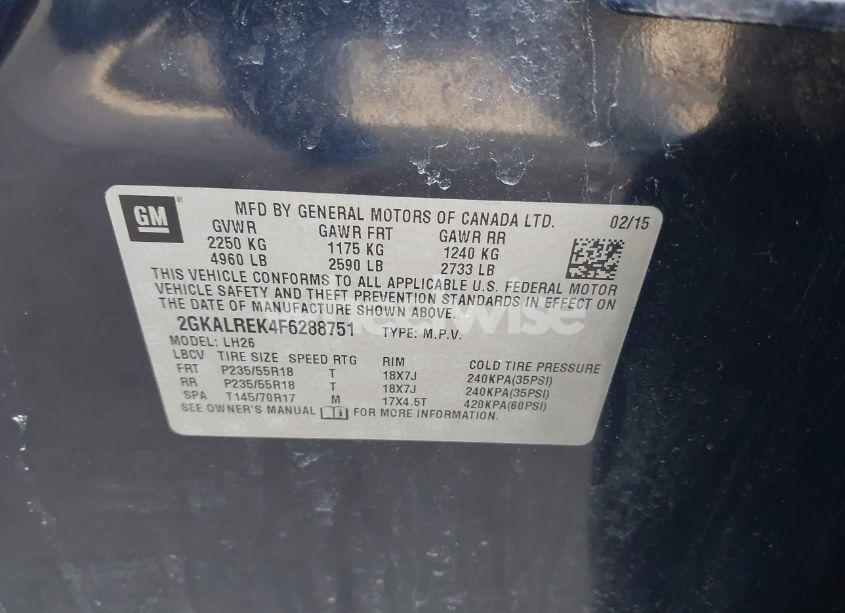 GM
MFD BY GENERAL MOTORS OF CANADA LTD. 02/15
GVWR GAWR FRT GAWR RR
2250 KG 1175 KG 1240 KG
4960 LB 2590 LB 2733 LB
THIS VEHICLE CONFORMS TO ALL APPLICABLE U.S. FEDERAL MOTOR
VEHICLE SAFETY AND THEFT PREVENTION STANDARDS IN EFFECT ON
THE DATE OF MANUFACTURE SHOWN ABOVE.
2GKALREK4F6288751 TYPE: M.P.V.
MODEL: LH26
LBCV TIRE SIZE SPEED RTG RIM COLD TIRE PRESSURE
FRT P235/55R18 T 18X7J 240KPA(35PSI)
RR P235/55R18 T 18X7J 240KPA(35PSI)
SPA T145/70R17 M 17X4.5T 420KPA(60PSI)
SEE OWNER'S MANUAL FOR MORE INFORMATION.